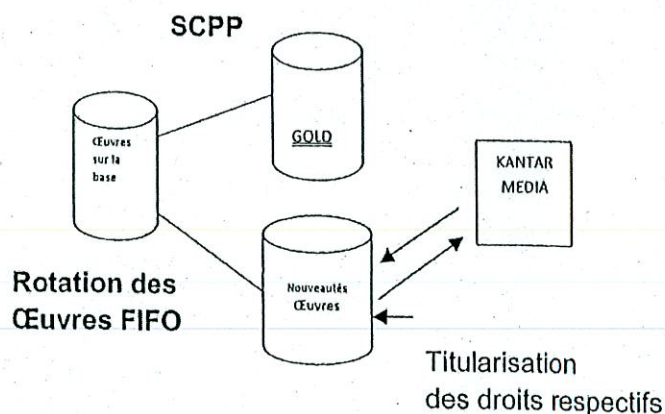 SCPP
GOLD
Œuvres
sur la
base
KANTAR
MEDIA
Nouveautés
Œuvres
Rotation des
Œuvres FIFO
Titularisation
des droits respectifs